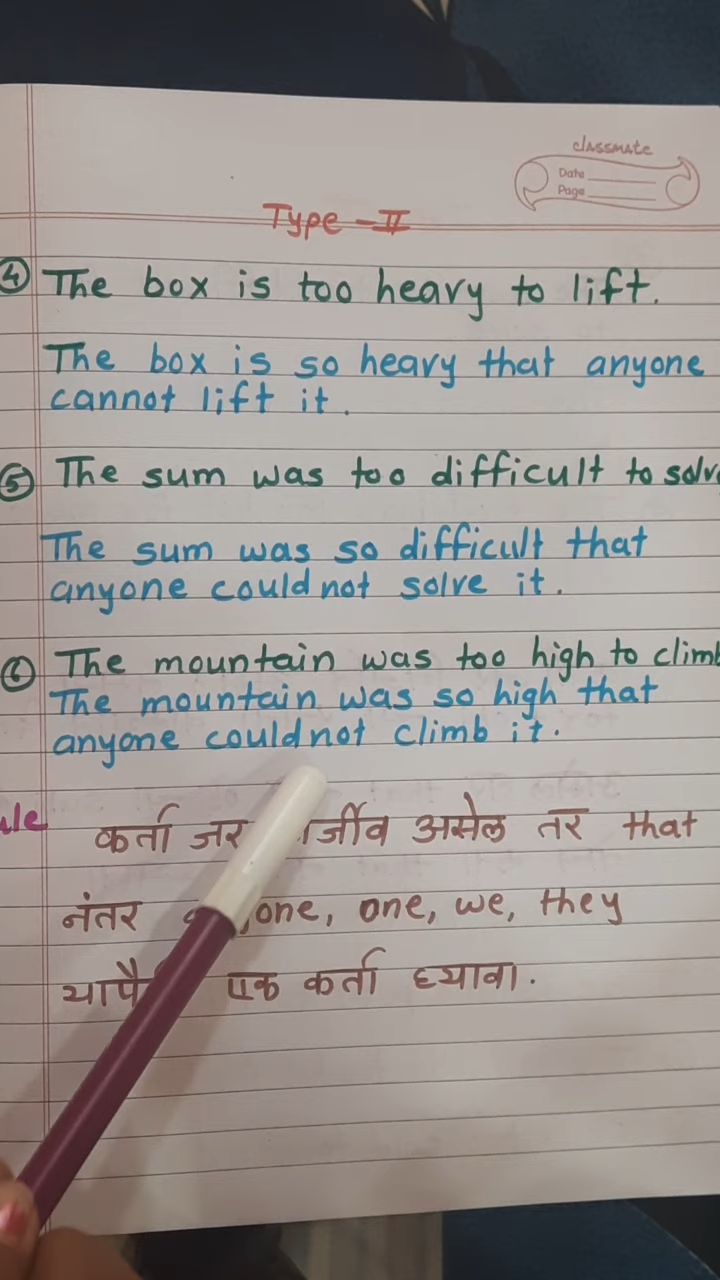 classmate
Date
Page
Type - II
④ The box is too heavy to lift.
The box is so heavy that anyone
cannot lift it.
⑤ The sum was too difficult to
The sum was so difficult that
anyone could not solve it.
⑥ The mountain was too high to climb
The mountain was so high that
anyone could not climb it.
कर्ता जर असेल तर that
नंतर one, we, they
एक कर्ता घ्यावा.